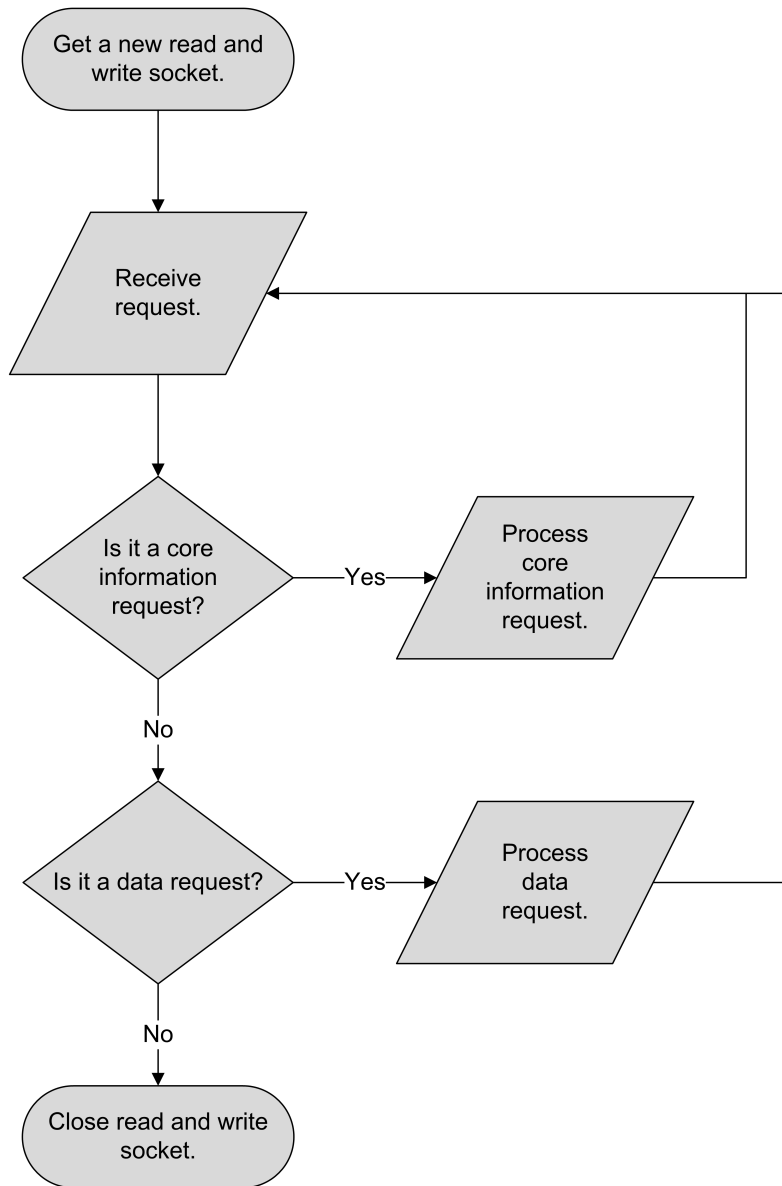 Get a new read and
write socket.
Receive
request.
Is it a core
information
request?
Yes
Process
core
information
request.
No
Is it a data request?
Yes
Process
data
request.
No
Close read and write
socket.